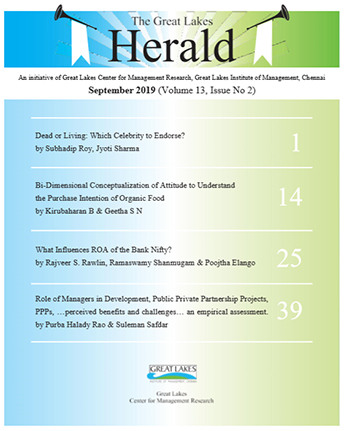 The Great Lakes
Herald
An initiative of Great Lakes Center for Management Research, Great Lakes Institute of Management, Chennai
September 2019 (Volume 13, Issue No 2)
Dead or Living: Which Celebrity to Endorse?
by Subhadip Roy, Jyoti Sharma
1
Bi-Dimensional Conceptualization of Attitude to Understand
the Purchase Intention of Organic Food
by Kirubaharan B & Geetha S N
14
What Influences ROA of the Bank Nifty?
by Rajveer S. Rawlin, Ramaswamy Shanmugam & Poojtha Elango
25
Role of Managers in Development, Public Private Partnership Projects,
PPPs, …perceived benefits and challenges… an empirical assessment.
by Purba Halady Rao & Suleman Safdar
39
GREAT LAKES
Great Lakes
Center for Management Research